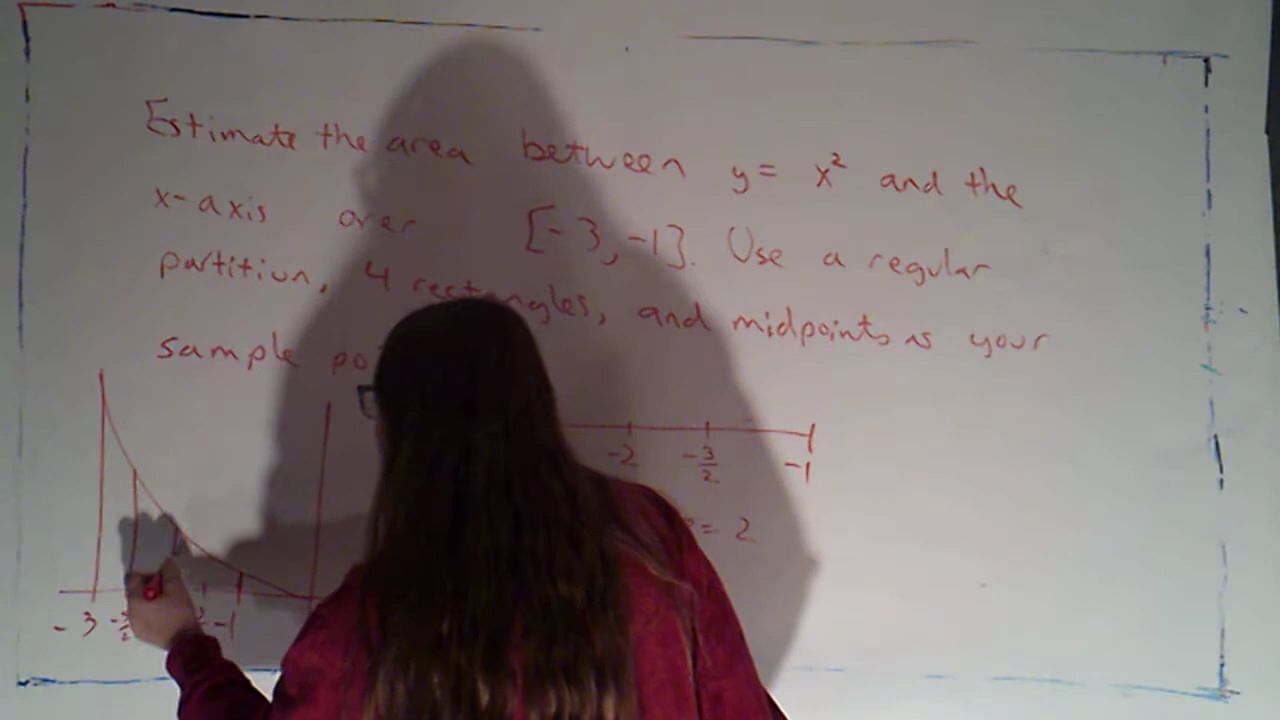 Estimate the area between y = x² and the
x-axis over [-3, -1]. Use a regular
partition, 4 rectangles, and midpoints as your
sample
-2 -3/2 -1
= 2
-3 -1